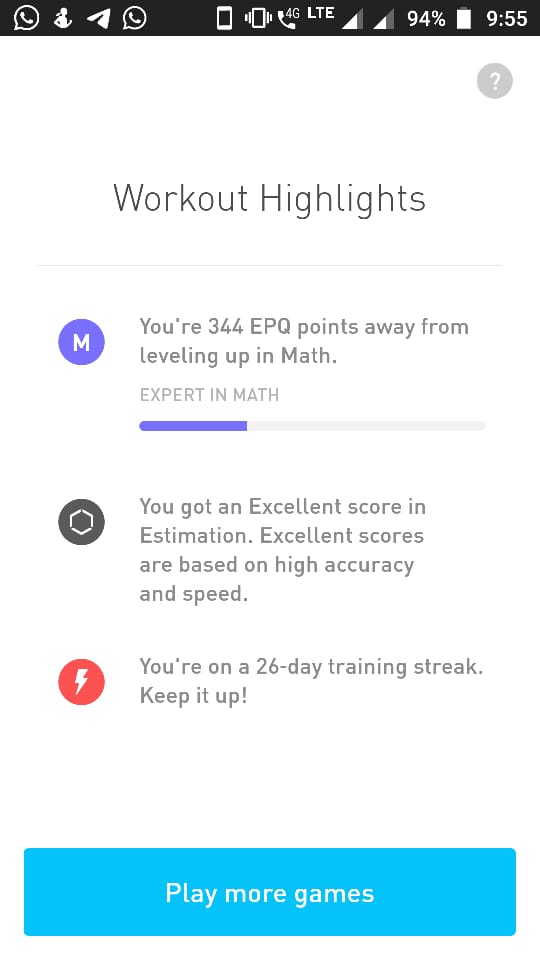 4G LTE 94% 9:55
?
Workout Highlights
M
You're 344 EPQ points away from
leveling up in Math.
EXPERT IN MATH
You got an Excellent score in
Estimation. Excellent scores
are based on high accuracy
and speed.
You're on a 26-day training streak.
Keep it up!
Play more games